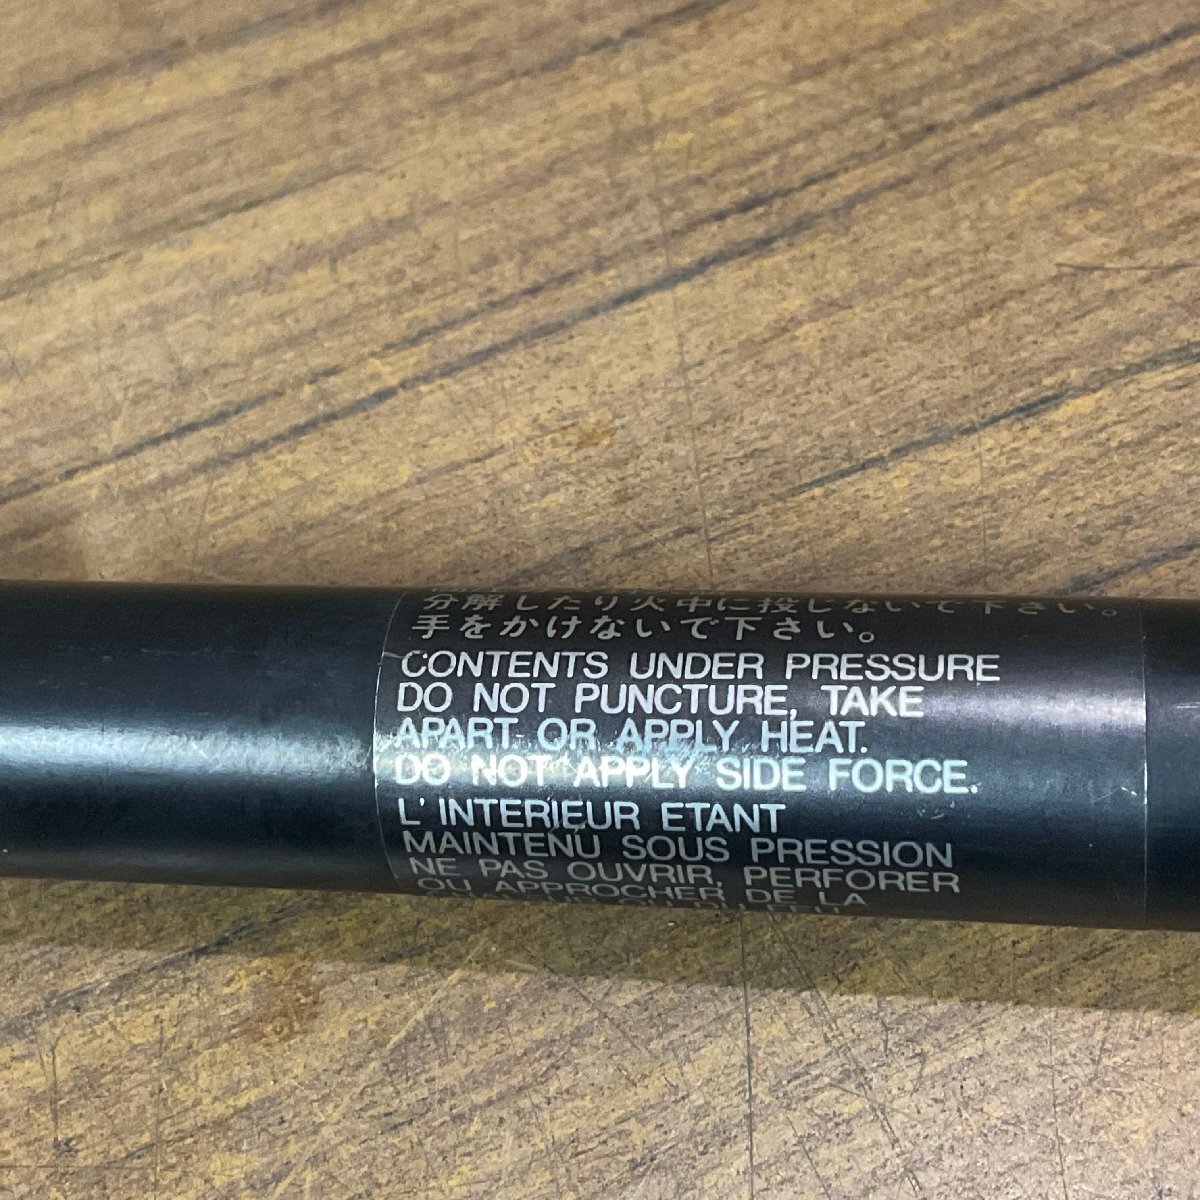 分解したり火中に投じないで下さい。
手をかけないで下さい。
CONTENTS UNDER PRESSURE
DO NOT PUNCTURE, TAKE
APART OR APPLY HEAT.
DO NOT APPLY SIDE FORCE.
L'INTERIEUR ETANT
MAINTENU SOUS PRESSION
NE PAS OUVRIR, PERFORER
OU APPROCHER DE LA